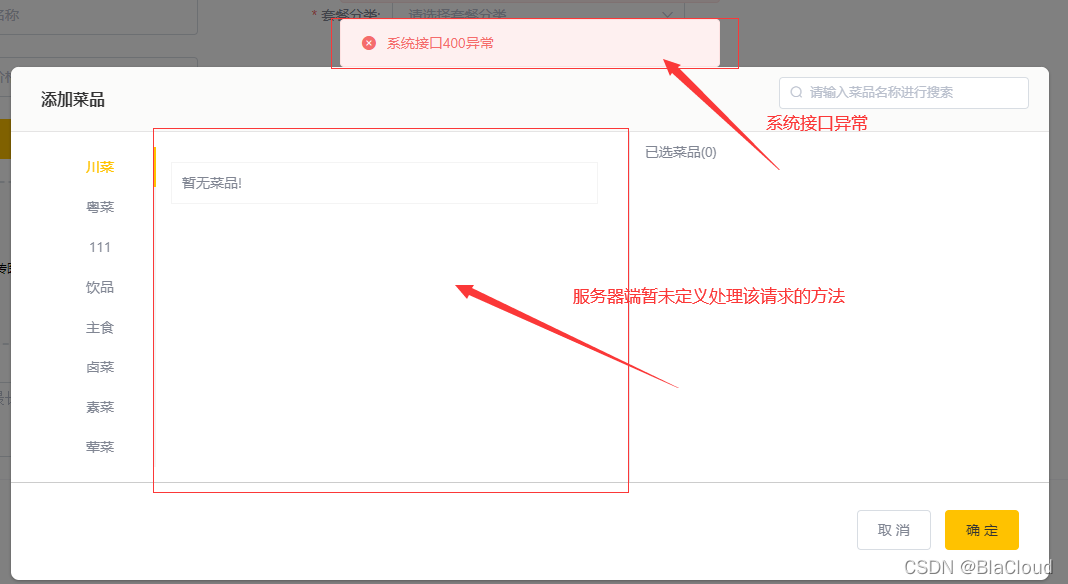 名称
* 套餐分类:
请选择套餐分类
系统接口400异常
添加菜品
请输入菜品名称进行搜索
系统接口异常
川菜
粤菜
111
饮品
主食
卤菜
素菜
荤菜
暂无菜品!
已选菜品(0)
服务器端暂未定义处理该请求的方法
取 消
确 定
CSDN @BlaCloud